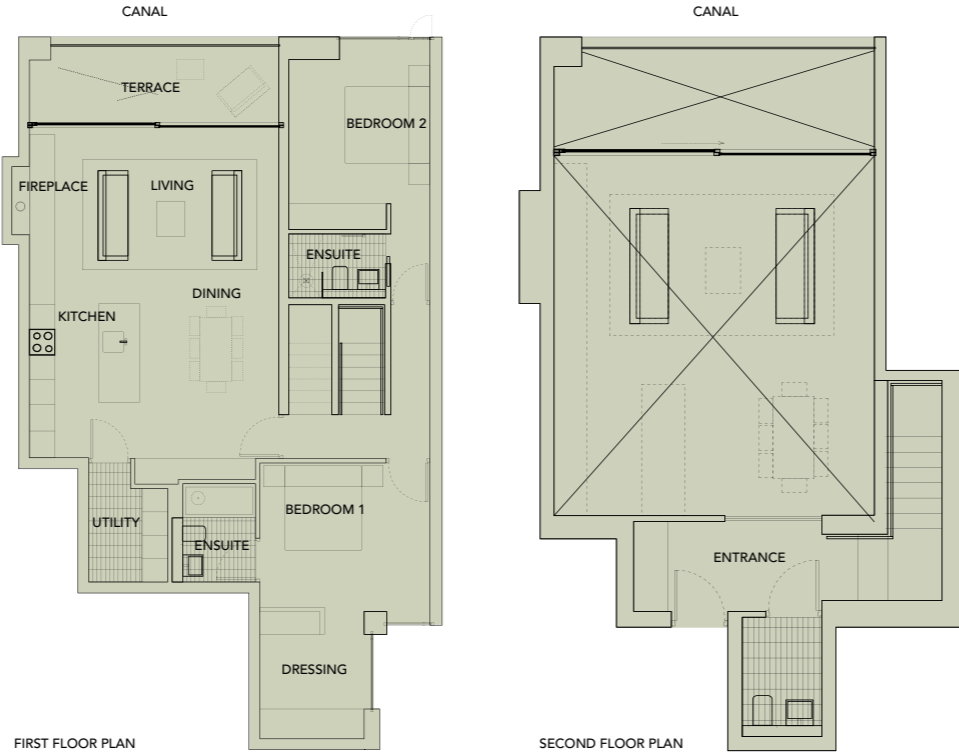 CANAL
TERRACE
BEDROOM 2
FIREPLACE
LIVING
ENSUITE
DINING
KITCHEN
BEDROOM 1
UTILITY
ENSUITE
DRESSING
FIRST FLOOR PLAN
CANAL
ENTRANCE
SECOND FLOOR PLAN